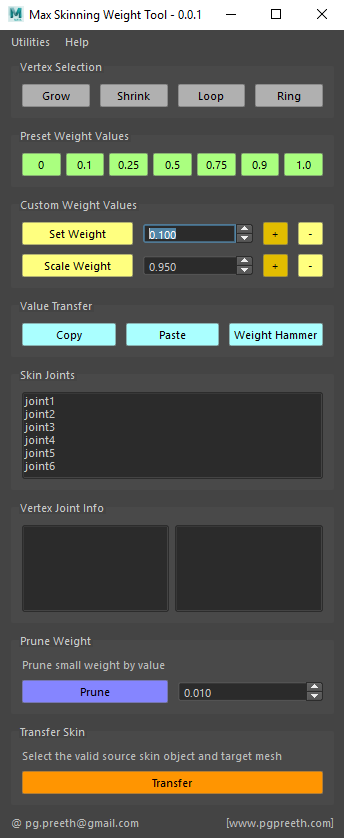 Max Skinning Weight Tool - 0.0.1
Utilities Help
Vertex Selection
Grow Shrink Loop Ring
Preset Weight Values
0 0.1 0.25 0.5 0.75 0.9 1.0
Custom Weight Values
Set Weight 0.100 + -
Scale Weight 0.950 + -
Value Transfer
Copy Paste Weight Hammer
Skin Joints
joint1
joint2
joint3
joint4
joint5
joint6
Vertex Joint Info
Prune Weight
Prune small weight by value
Prune 0.010
Transfer Skin
Select the valid source skin object and target mesh
Transfer
@ pg.preeth@gmail.com [www.pgpreeth.com]